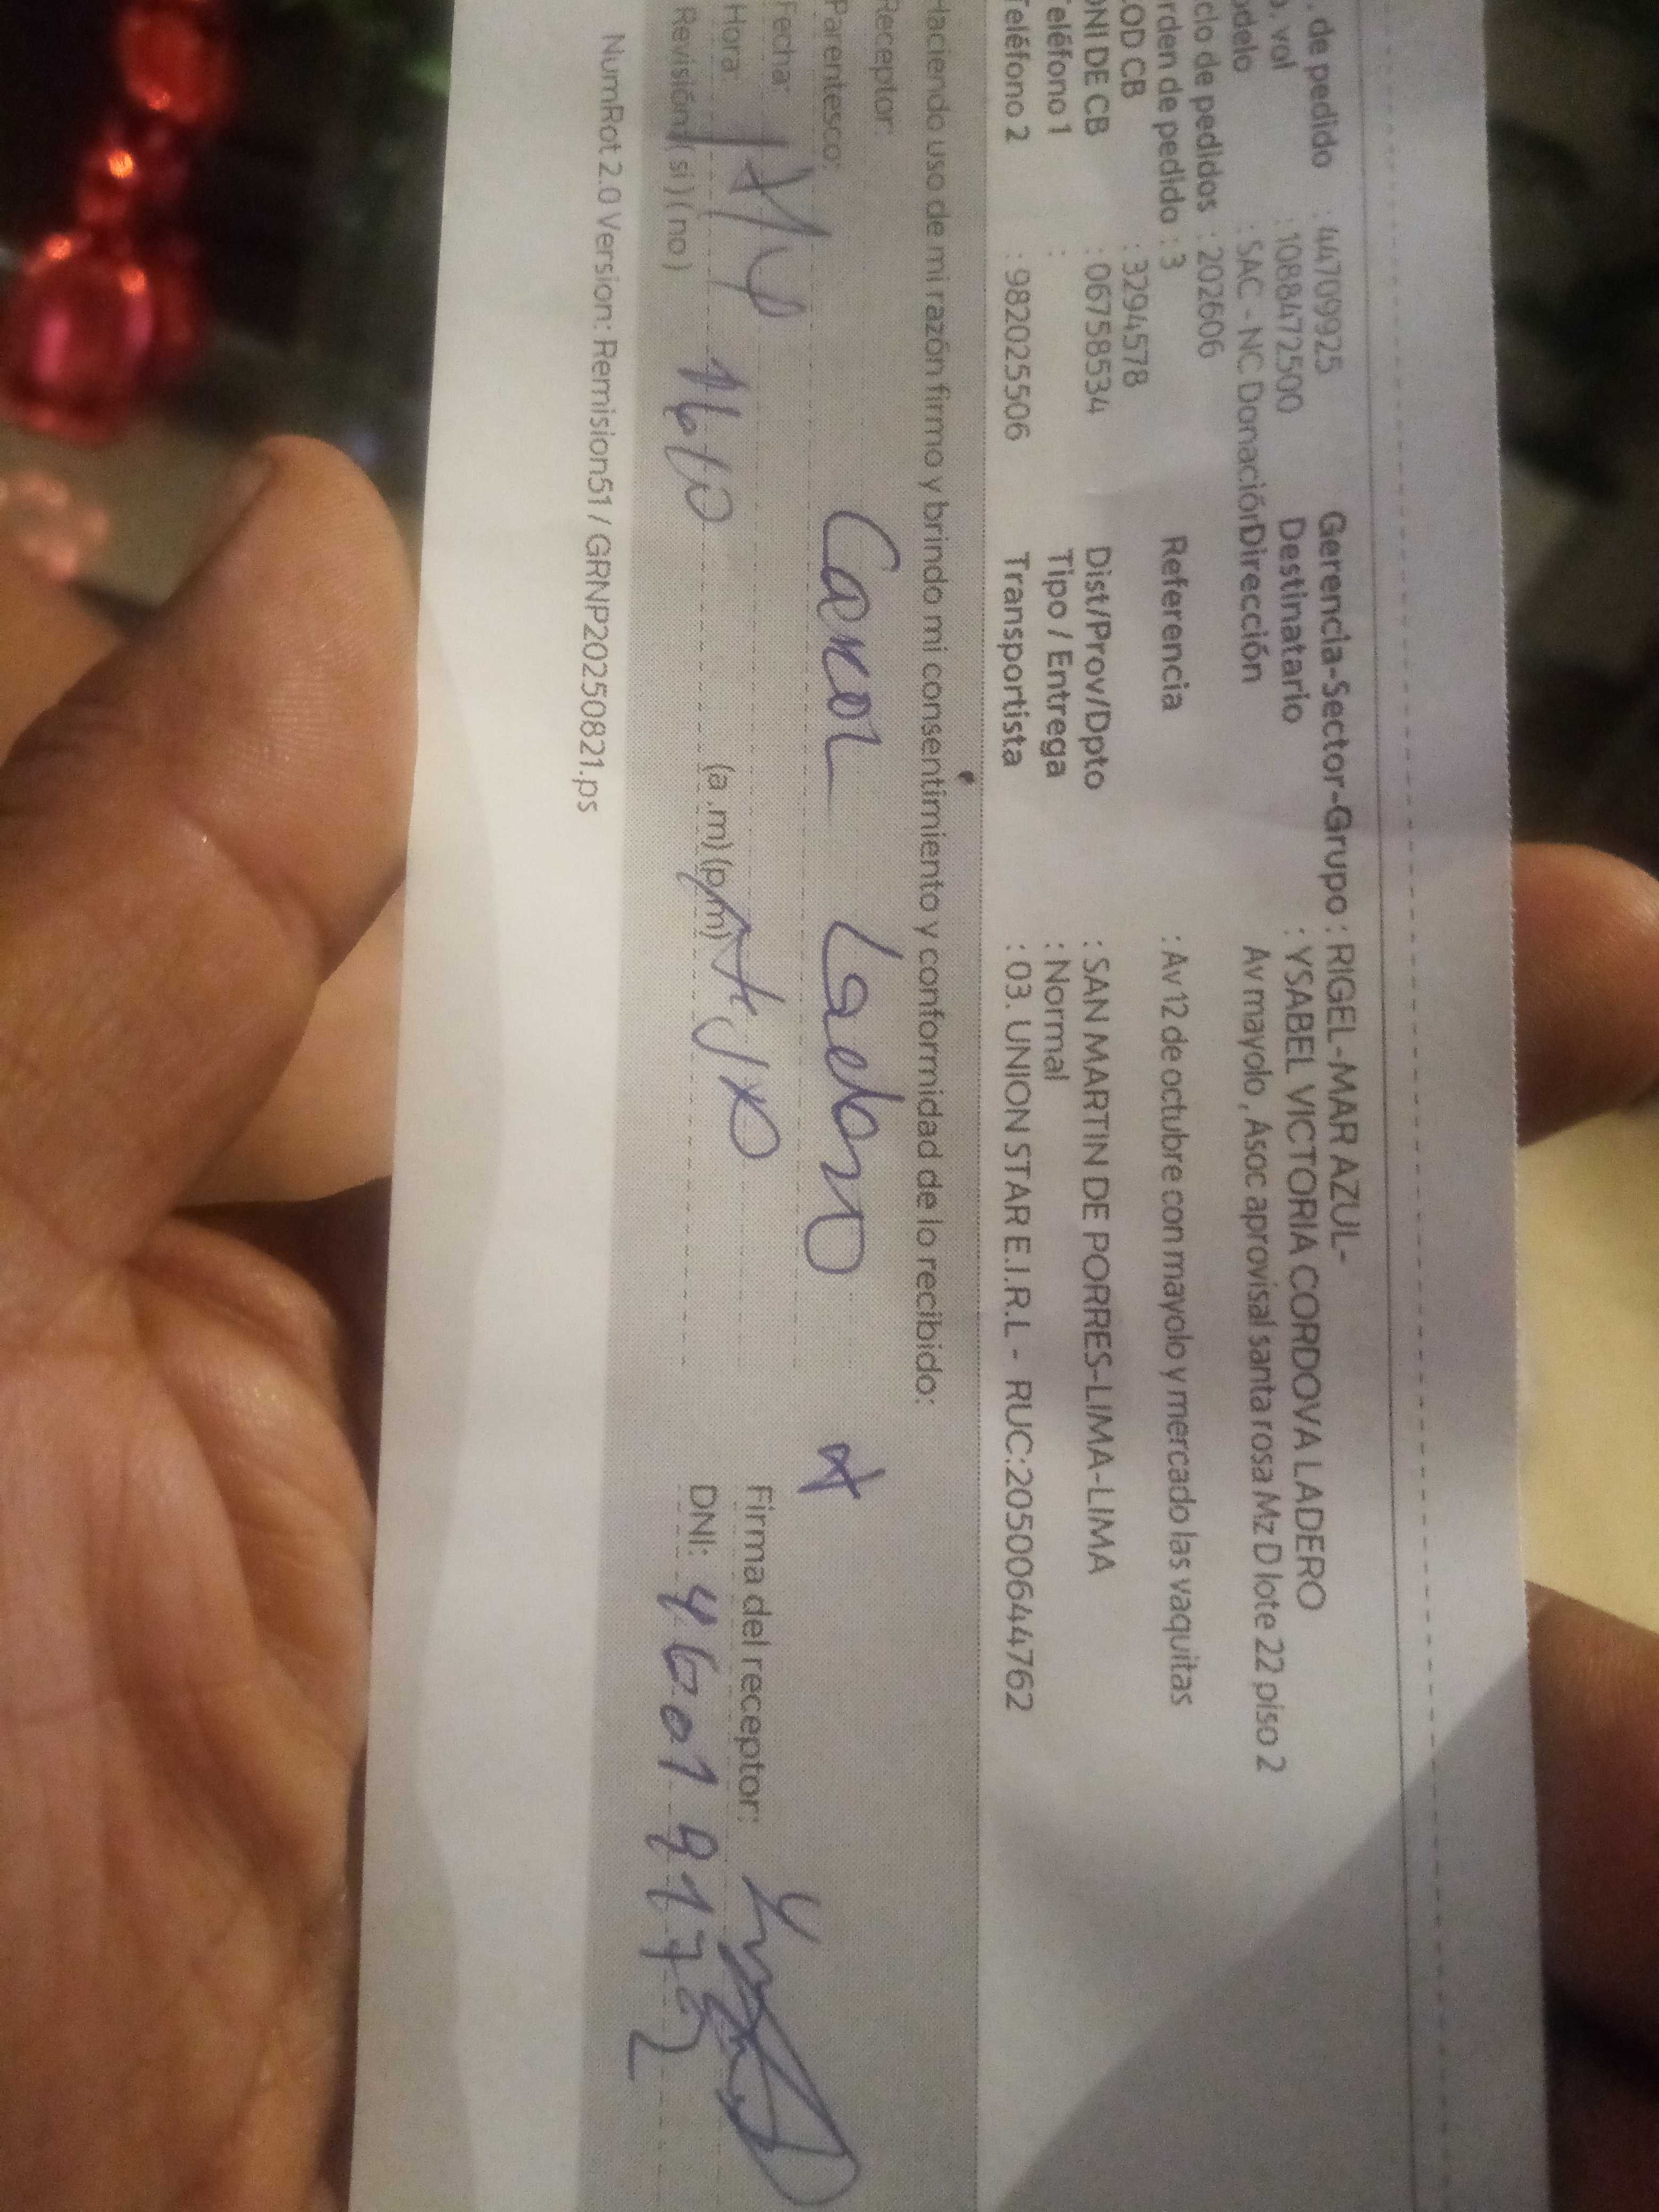 . de pedido : 44709925 Gerencia-Sector-Grupo : RIGEL-MAR AZUL-
. vol : 1088472500 Destinatario : YSABEL VICTORIA CORDOVA LADERO
odelo : SAC - NC DonaciónDirección Av mayolo , Asoc aprovisal santa rosa Mz D lote 22 piso 2
clo de pedidos : 202606
rden de pedido : 3 Referencia : Av 12 de octubre con mayolo y mercado las vaquitas
OD CB : 3294578
NI DE CB : 06758534 Dist/Prov/Dpto : SAN MARTIN DE PORRES-LIMA-LIMA
eléfono 1 : Tipo / Entrega : Normal
eléfono 2 : 982025506 Transportista : 03. UNION STAR E.I.R.L - RUC:20550644762
Haciendo uso de mi razón firmo y brindo mi consentimiento y conformidad de lo recibido:
Receptor:
Parentesco:
Fecha:
Hora: (a .m) (p.m) Firma del receptor:
Revisión ( si ) ( no ) DNI:
NumRot 2.0 Version: Remision51 / GRNP20250821.ps